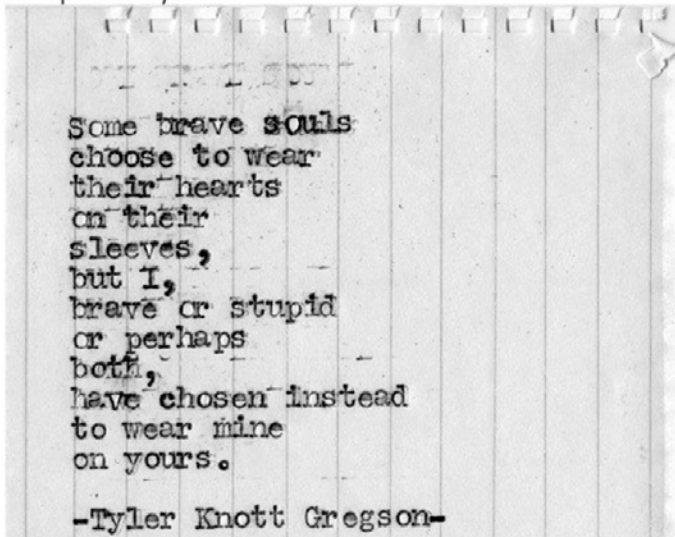 Some brave souls
choose to wear
their hearts
on their
sleeves,
but I,
brave or stupid
or perhaps
both,
have chosen instead
to wear mine
on yours.
-Tyler Knott Gregson-